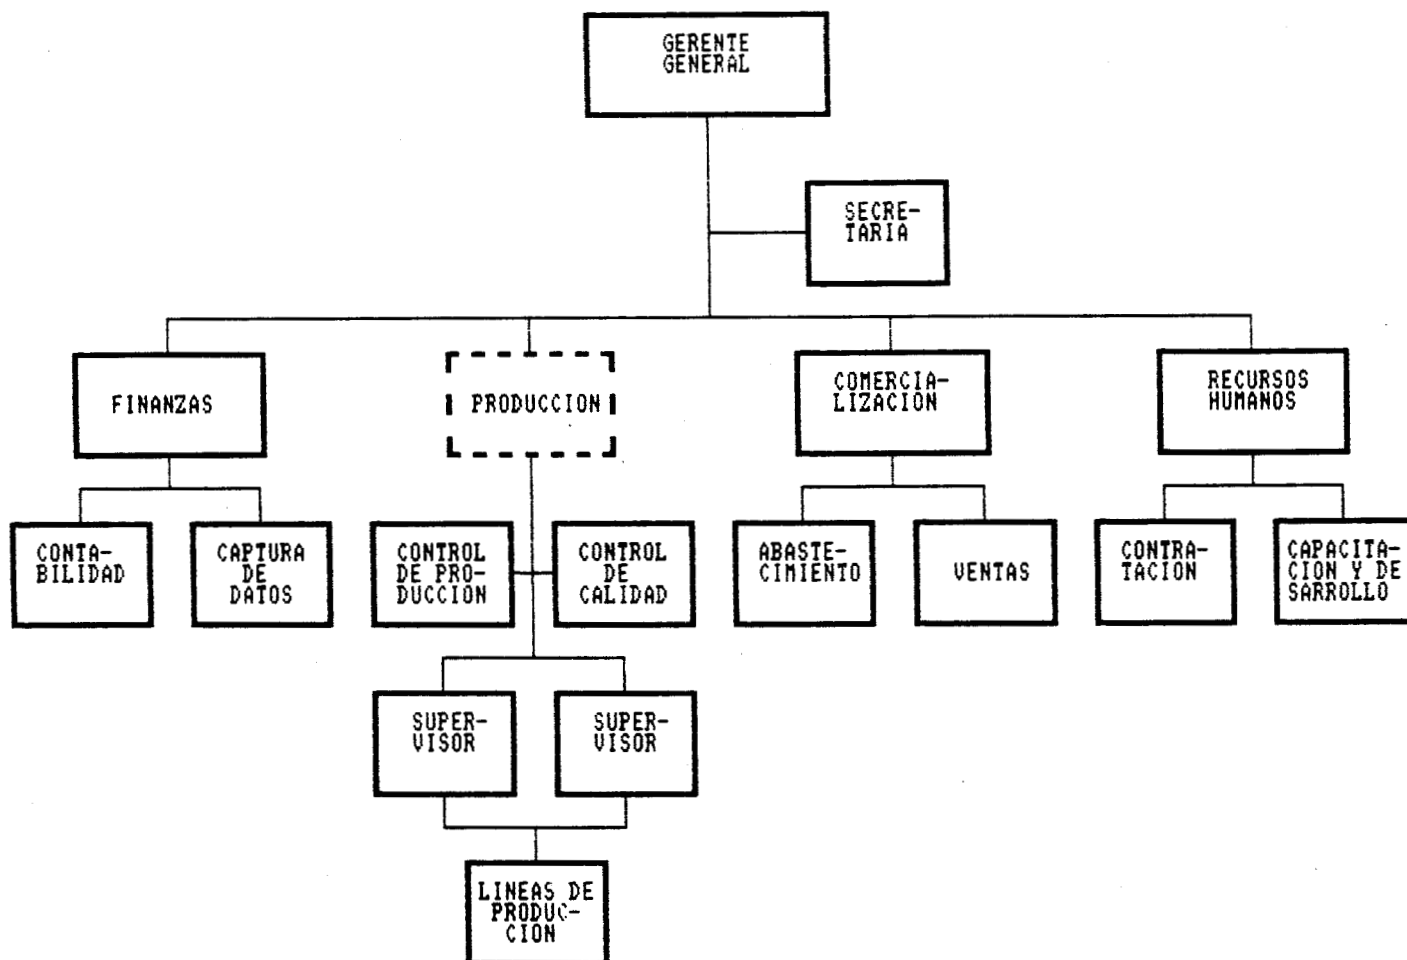 GERENTE
GENERAL
SECRE-
TARIA
FINANZAS
PRODUCCION
COMERCIA-
LIZACION
RECURSOS
HUMANOS
CONTA-
BILIDAD
CAPTURA
DE
DATOS
CONTROL
DE PRO-
DUCCION
CONTROL
DE
CALIDAD
ABASTE-
CIMIENTO
VENTAS
CONTRA-
TACION
CAPACITA-
CION Y DE
SARROLLO
SUPER-
VISOR
SUPER-
VISOR
LINEAS DE
PRODUC-
CION